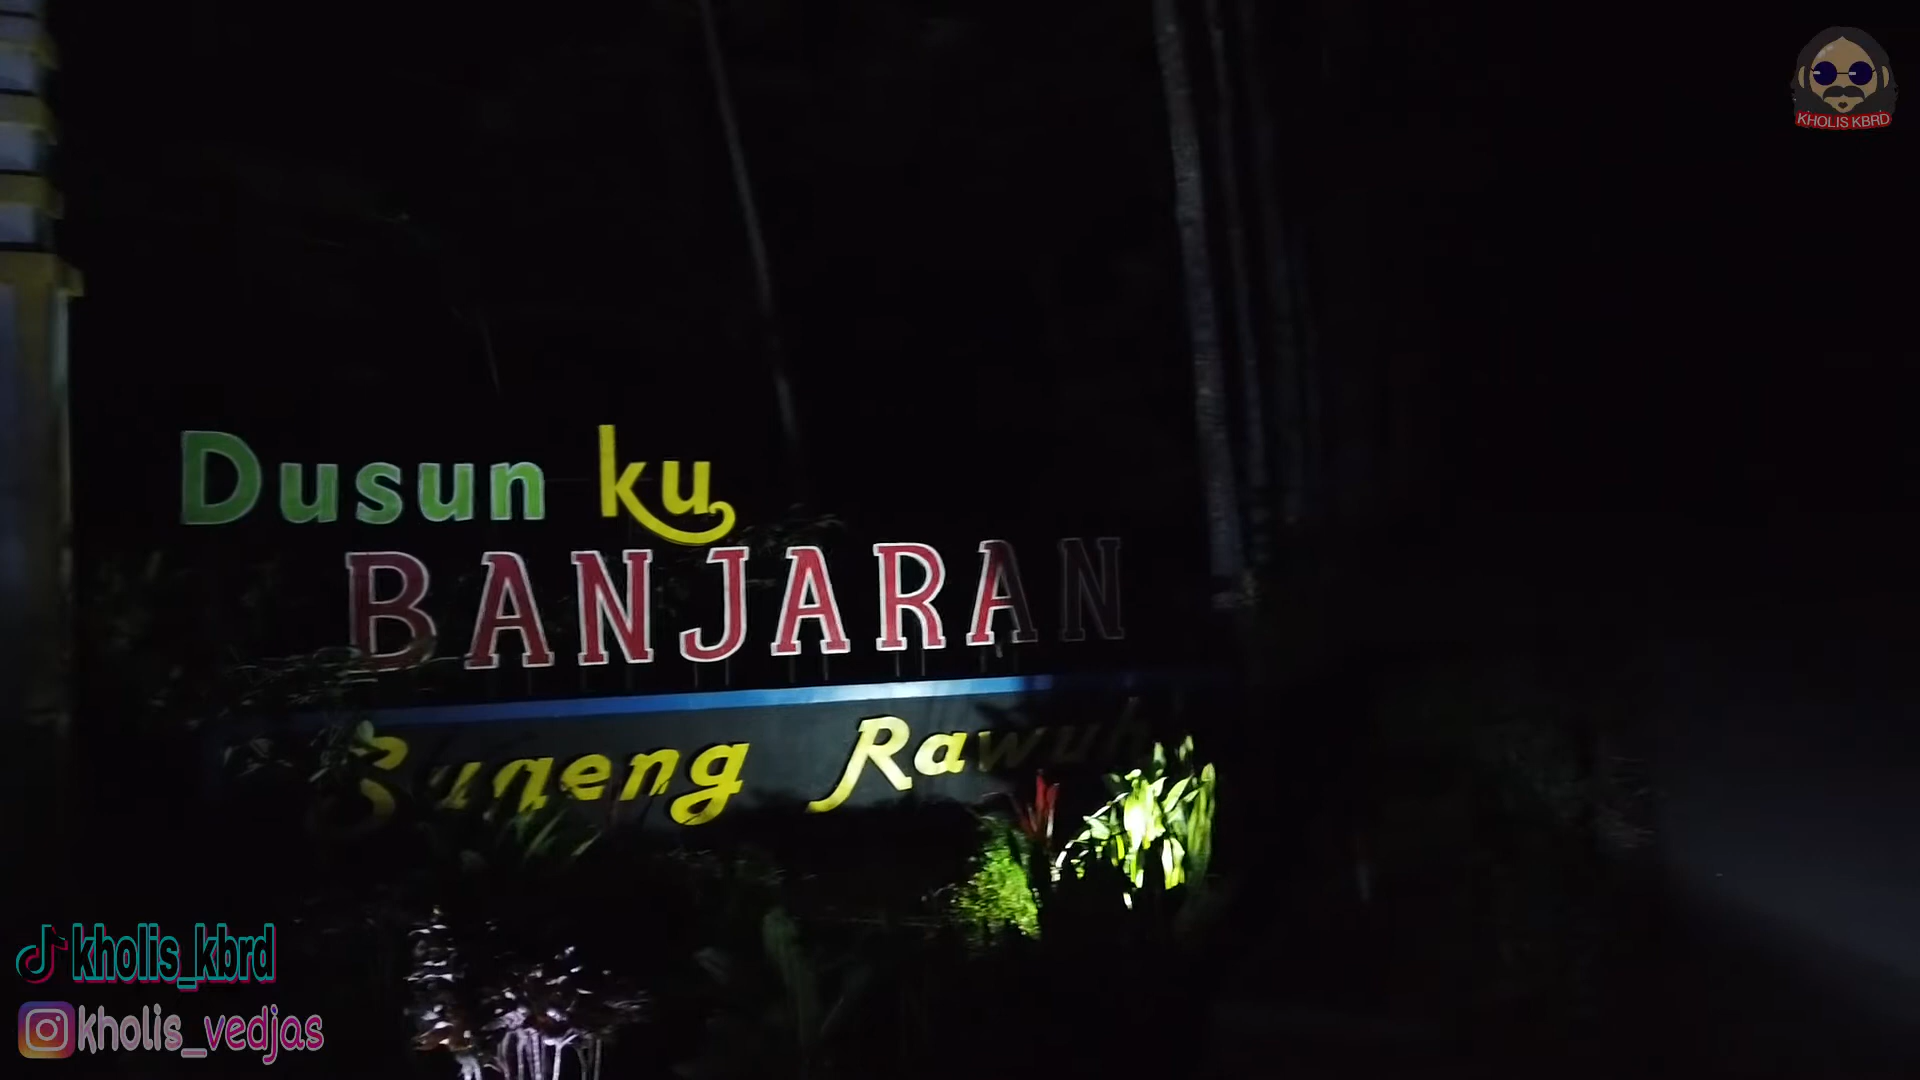 KHOLIS KBRD
Dusun ku
BANJARAN
Sugeng Rawuh
kholis_kbrd
kholis_vedjas